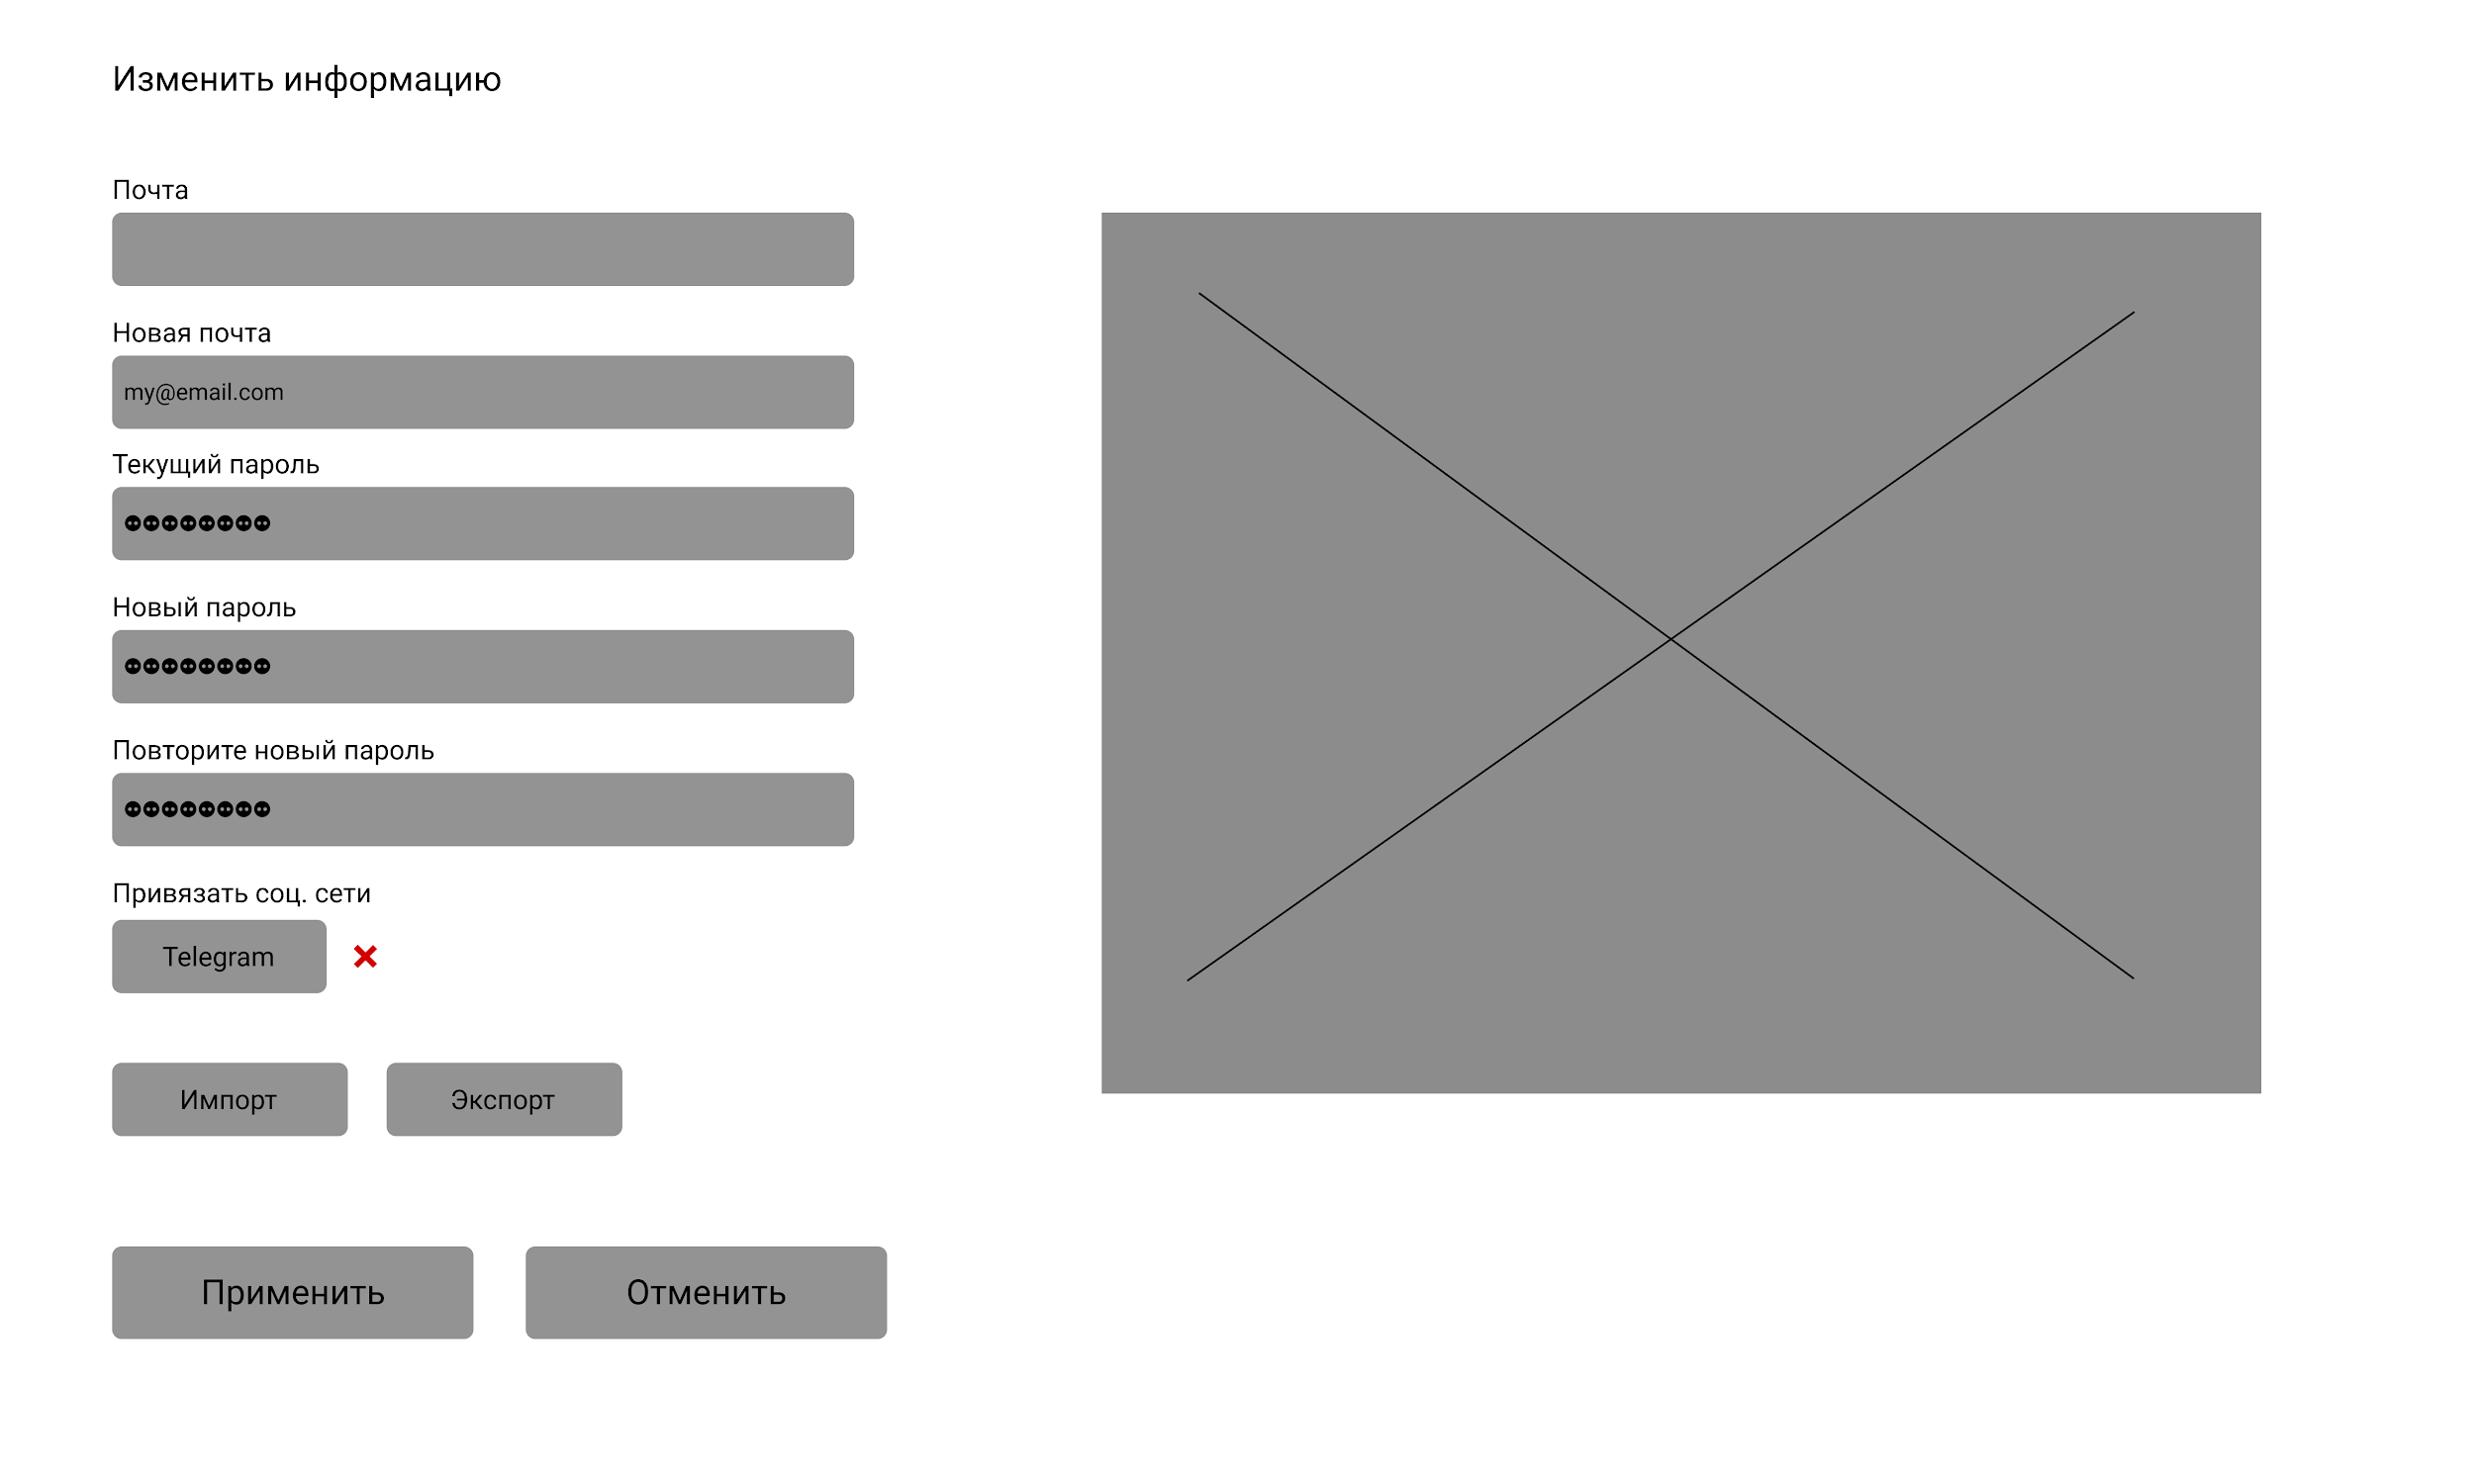 Изменить информацию
Почта
Новая почта
my@email.com
Текущий пароль
Новый пароль
Повторите новый пароль
Привязать соц. сети
Telegram
Импорт
Экспорт
Применить
Отменить